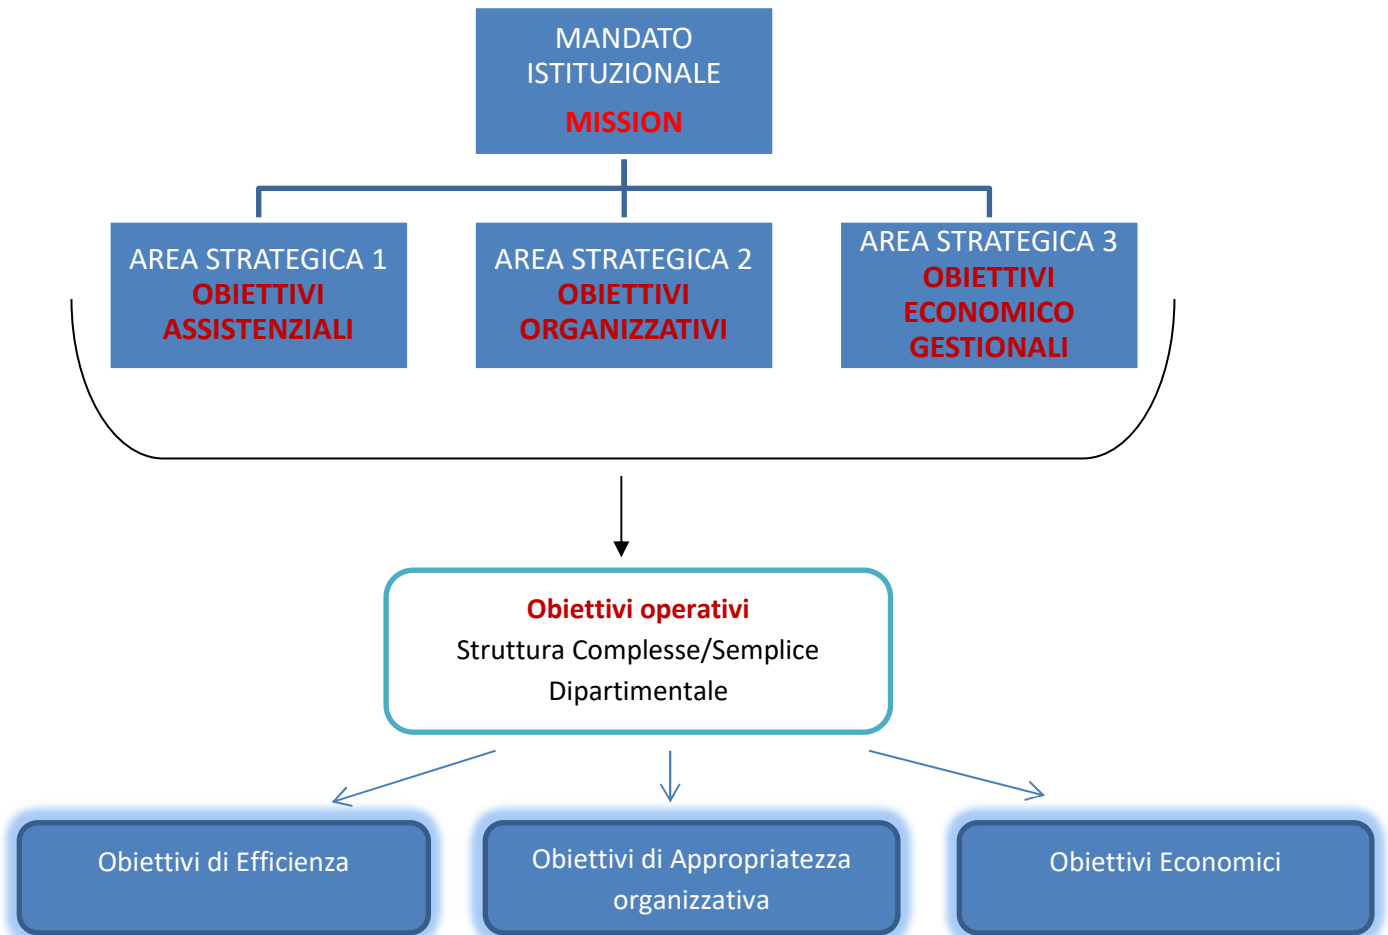 MANDATO
ISTITUZIONALE
MISSION
AREA STRATEGICA 1
OBIETTIVI
ASSISTENZIALI
AREA STRATEGICA 2
OBIETTIVI
ORGANIZZATIVI
AREA STRATEGICA 3
OBIETTIVI
ECONOMICO
GESTIONALI
Obiettivi operativi
Struttura Complesse/Semplice
Dipartimentale
Obiettivi di Efficienza
Obiettivi di Appropriatezza
organizzativa
Obiettivi Economici